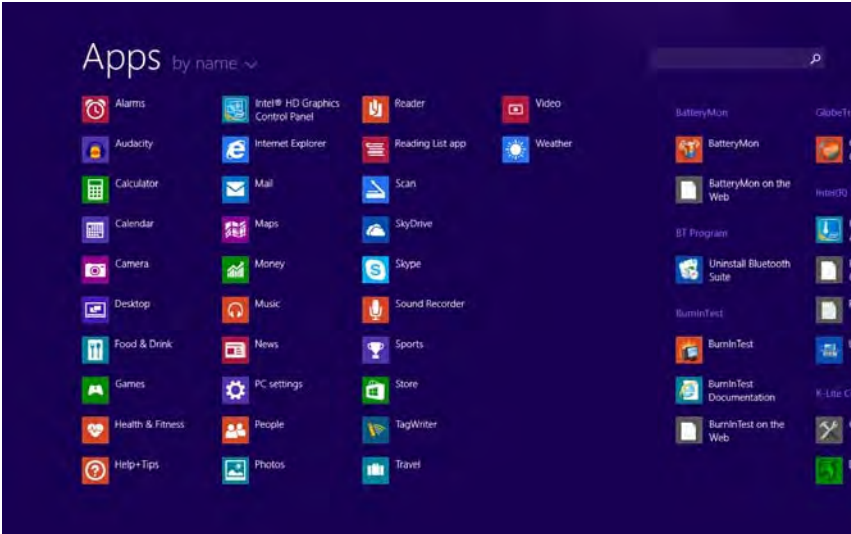 Apps by name
Alarms
Audacity
Calculator
Calendar
Camera
Desktop
Food & Drink
Games
Health & Fitness
Help+Tips
Intel® HD Graphics
Control Panel
Internet Explorer
Mail
Maps
Money
Music
News
PC settings
People
Photos
Reader
Reading List app
Scan
SkyDrive
Skype
Sound Recorder
Sports
Store
TagWriter
Travel
Video
Weather
BatteryMon
BatteryMon
BatteryMon on the
Web
BT Program
Uninstall Bluetooth
Suite
BurnInTest
BurnInTest
BurnInTest
Documentation
BurnInTest on the
Web
GlobeTr
Intel(R)
K-Lite C